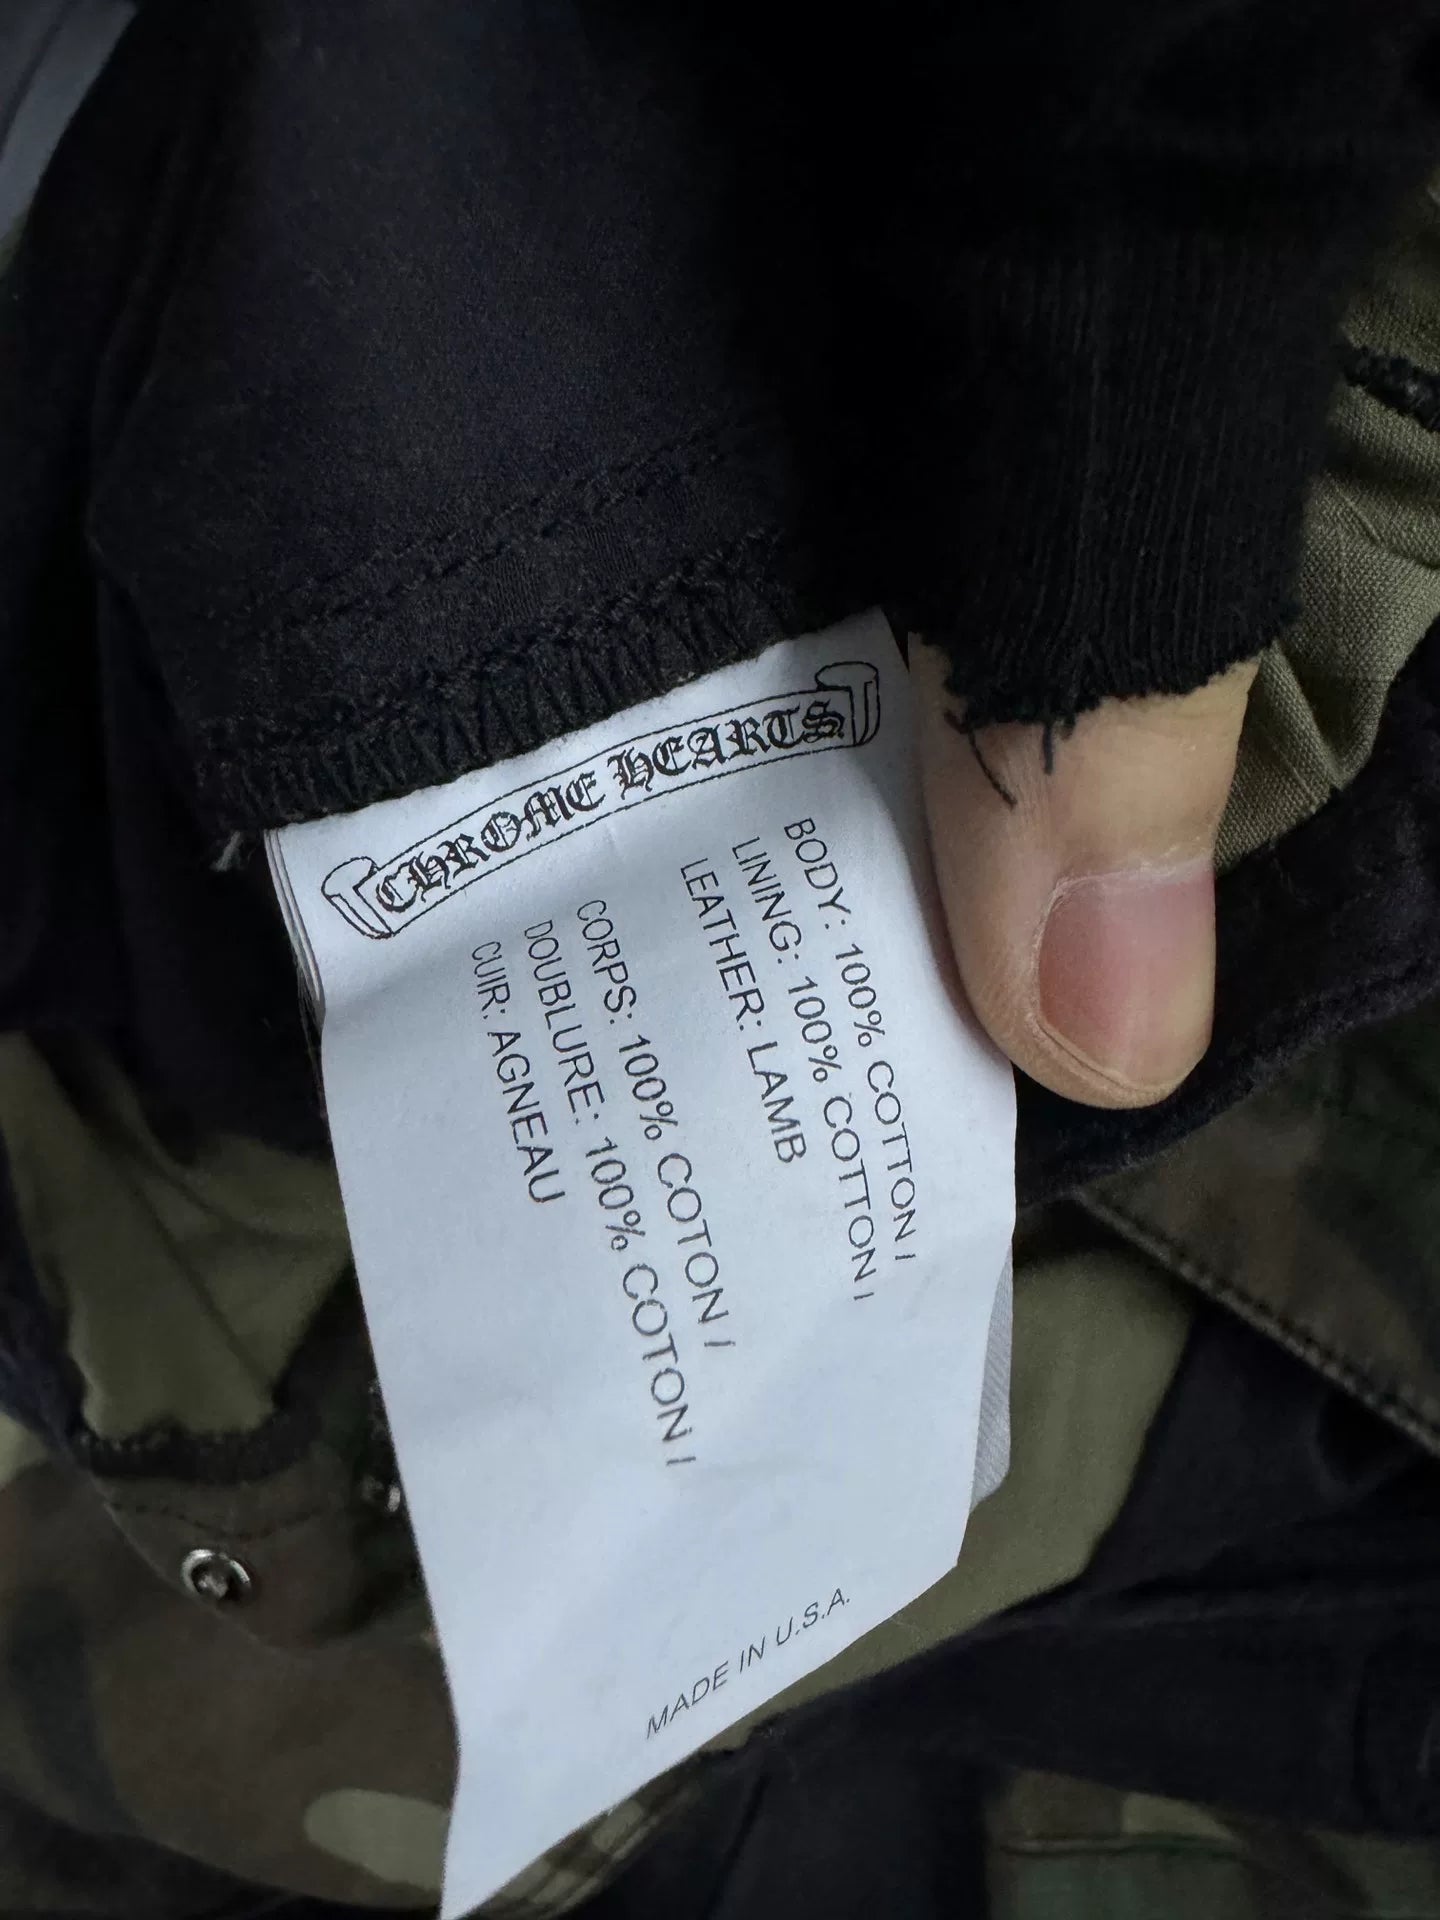 CHROME HEARTS
BODY: 100% COTTON /
LINING: 100% COTTON /
LEATHER: LAMB
CORPS: 100% COTON /
DOUBLURE: 100% COTON /
CUIR: AGNEAU
MADE IN U.S.A.